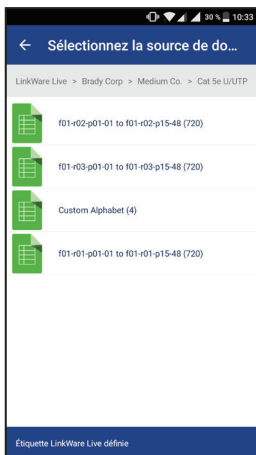 30 % 10:33
Sélectionnez la source de do...
LinkWare Live > Brady Corp > Medium Co. > Cat 5e U/UTP
f01-r02-p01-01 to f01-r02-p15-48 (720)
f01-r03-p01-01 to f01-r03-p15-48 (720)
Custom Alphabet (4)
f01-r01-p01-01 to f01-r01-p15-48 (720)
Étiquette LinkWare Live définie